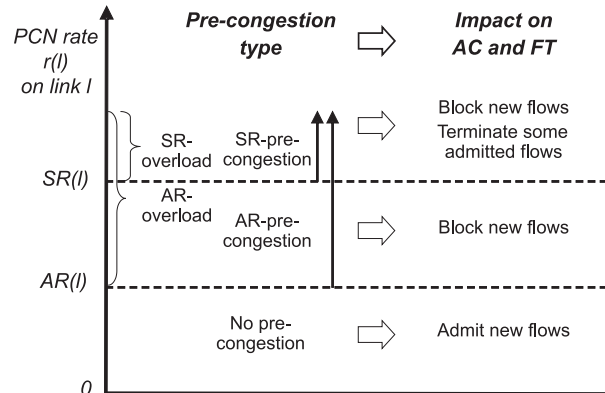 PCN rate
r(l)
on link l
Pre-congestion
type
Impact on
AC and FT
SR-
overload
SR-pre-
congestion
Block new flows
Terminate some
admitted flows
SR(l)
AR-
overload
AR-pre-
congestion
Block new flows
AR(l)
No pre-
congestion
Admit new flows
0